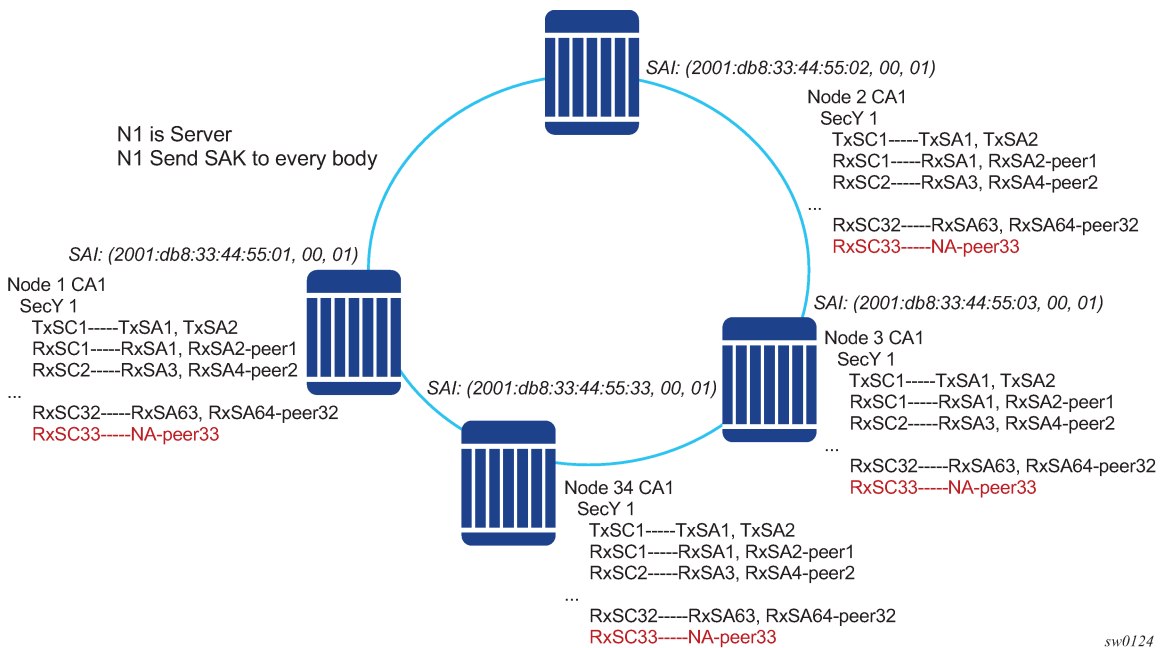 SAI: (2001:db8:33:44:55:02, 00, 01)
Node 2 CA1
SecY 1
TxSC1-----TxSA1, TxSA2
RxSC1-----RxSA1, RxSA2-peer1
RxSC2-----RxSA3, RxSA4-peer2
...
RxSC32-----RxSA63, RxSA64-peer32
RxSC33-----NA-peer33
N1 is Server
N1 Send SAK to every body
SAI: (2001:db8:33:44:55:01, 00, 01)
Node 1 CA1
SecY 1
TxSC1-----TxSA1, TxSA2
RxSC1-----RxSA1, RxSA2-peer1
RxSC2-----RxSA3, RxSA4-peer2
...
RxSC32-----RxSA63, RxSA64-peer32
RxSC33-----NA-peer33
SAI: (2001:db8:33:44:55:03, 00, 01)
Node 3 CA1
SecY 1
TxSC1-----TxSA1, TxSA2
RxSC1-----RxSA1, RxSA2-peer1
RxSC2-----RxSA3, RxSA4-peer2
...
RxSC32-----RxSA63, RxSA64-peer32
RxSC33-----NA-peer33
SAI: (2001:db8:33:44:55:33, 00, 01)
Node 34 CA1
SecY 1
TxSC1-----TxSA1, TxSA2
RxSC1-----RxSA1, RxSA2-peer1
RxSC2-----RxSA3, RxSA4-peer2
...
RxSC32-----RxSA63, RxSA64-peer32
RxSC33-----NA-peer33
sw0124